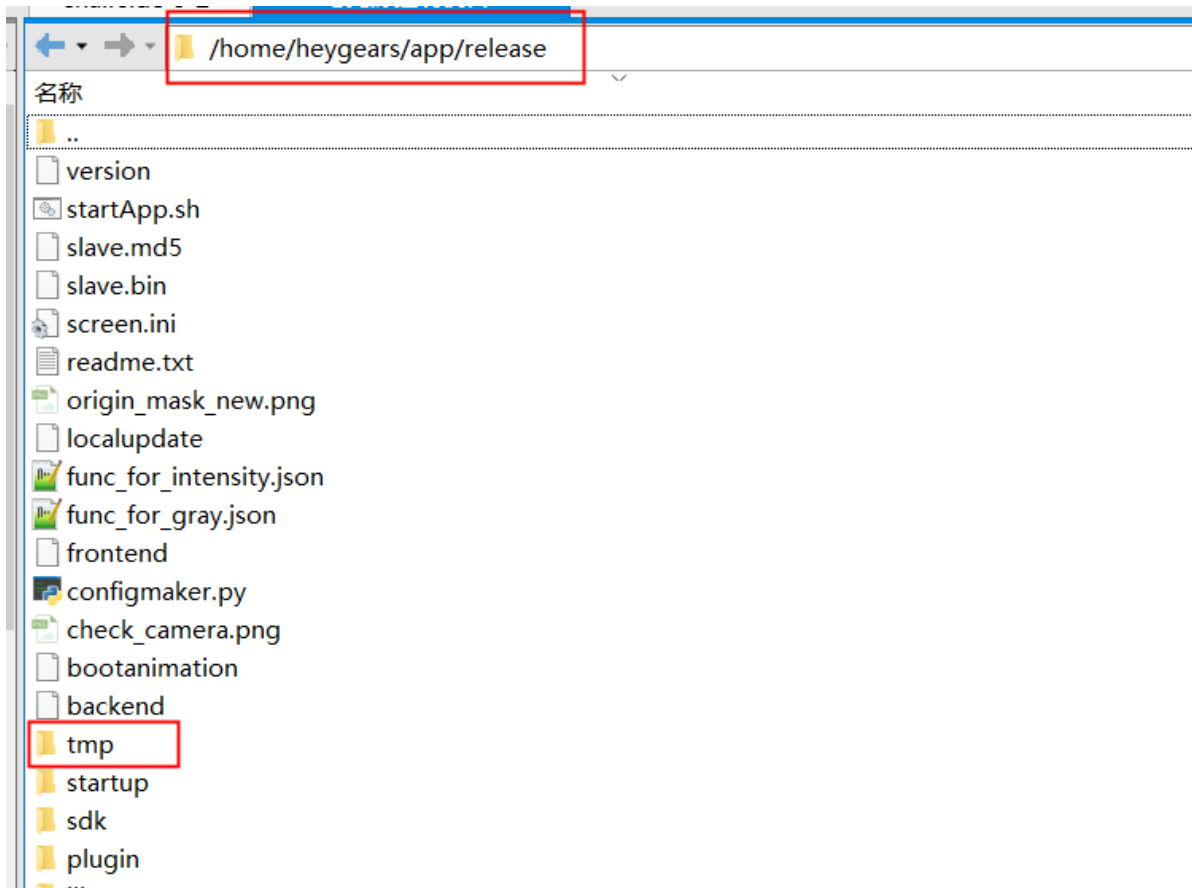 /home/heygears/app/release
名称
..
version
startApp.sh
slave.md5
slave.bin
screen.ini
readme.txt
origin_mask_new.png
localupdate
func_for_intensity.json
func_for_gray.json
frontend
configmaker.py
check_camera.png
bootanimation
backend
tmp
startup
sdk
plugin